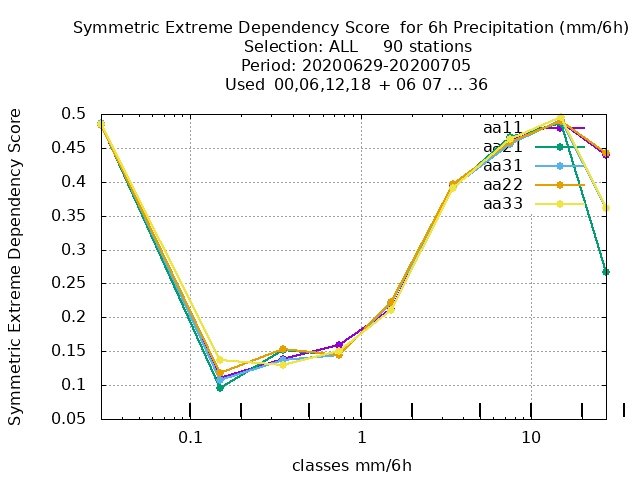 Symmetric Extreme Dependency Score  for 6h Precipitation (mm/6h)
Selection: ALL     90 stations
Period: 20200629-20200705
Used  00,06,12,18  + 06 07 ... 36
Symmetric Extreme Dependency Score
0.5
0.45
0.4
0.35
0.3
0.25
0.2
0.15
0.1
0.05
aa11
aa21
aa31
aa22
aa33
0.1
1
10
classes mm/6h